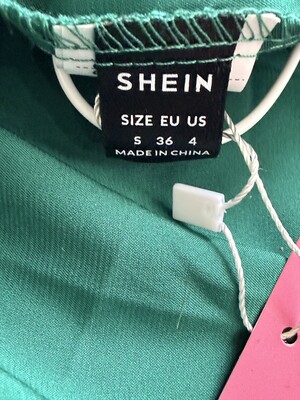 SHEIN
SIZE EU US
S 36 4
MADE IN CHINA